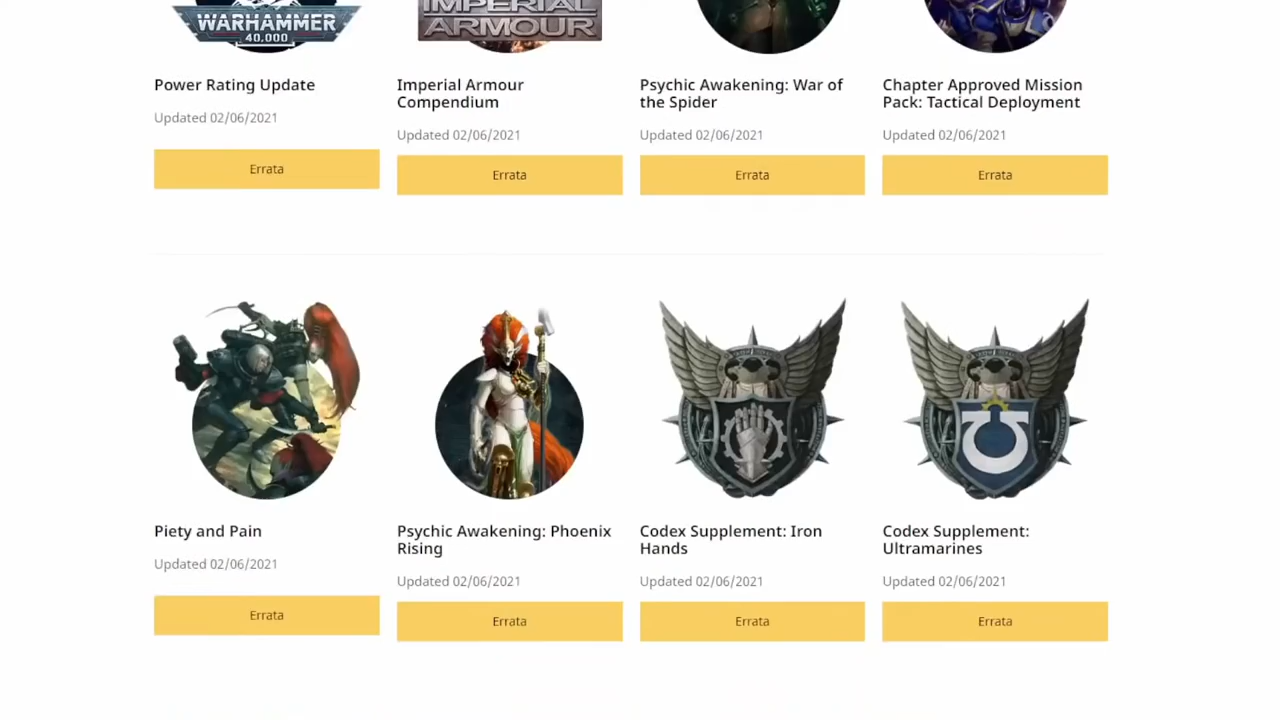 WARHAMMER
40,000
IMPERIAL
ARMOUR
Power Rating Update
Updated 02/06/2021
Errata
Imperial Armour
Compendium
Updated 02/06/2021
Errata
Psychic Awakening: War of
the Spider
Updated 02/06/2021
Errata
Chapter Approved Mission
Pack: Tactical Deployment
Updated 02/06/2021
Errata
Piety and Pain
Updated 02/06/2021
Errata
Psychic Awakening: Phoenix
Rising
Updated 02/06/2021
Errata
Codex Supplement: Iron
Hands
Updated 02/06/2021
Errata
Codex Supplement:
Ultramarines
Updated 02/06/2021
Errata